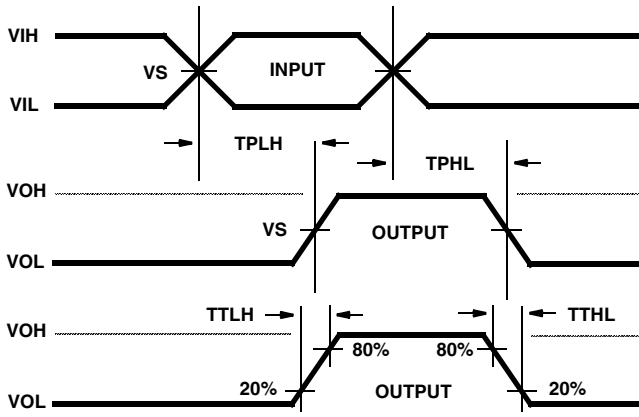 VIH
VS
INPUT
VIL
TPLH
TPHL
VOH
VS
OUTPUT
VOL
TTLH
TTHL
VOH
80%
80%
20%
OUTPUT
20%
VOL